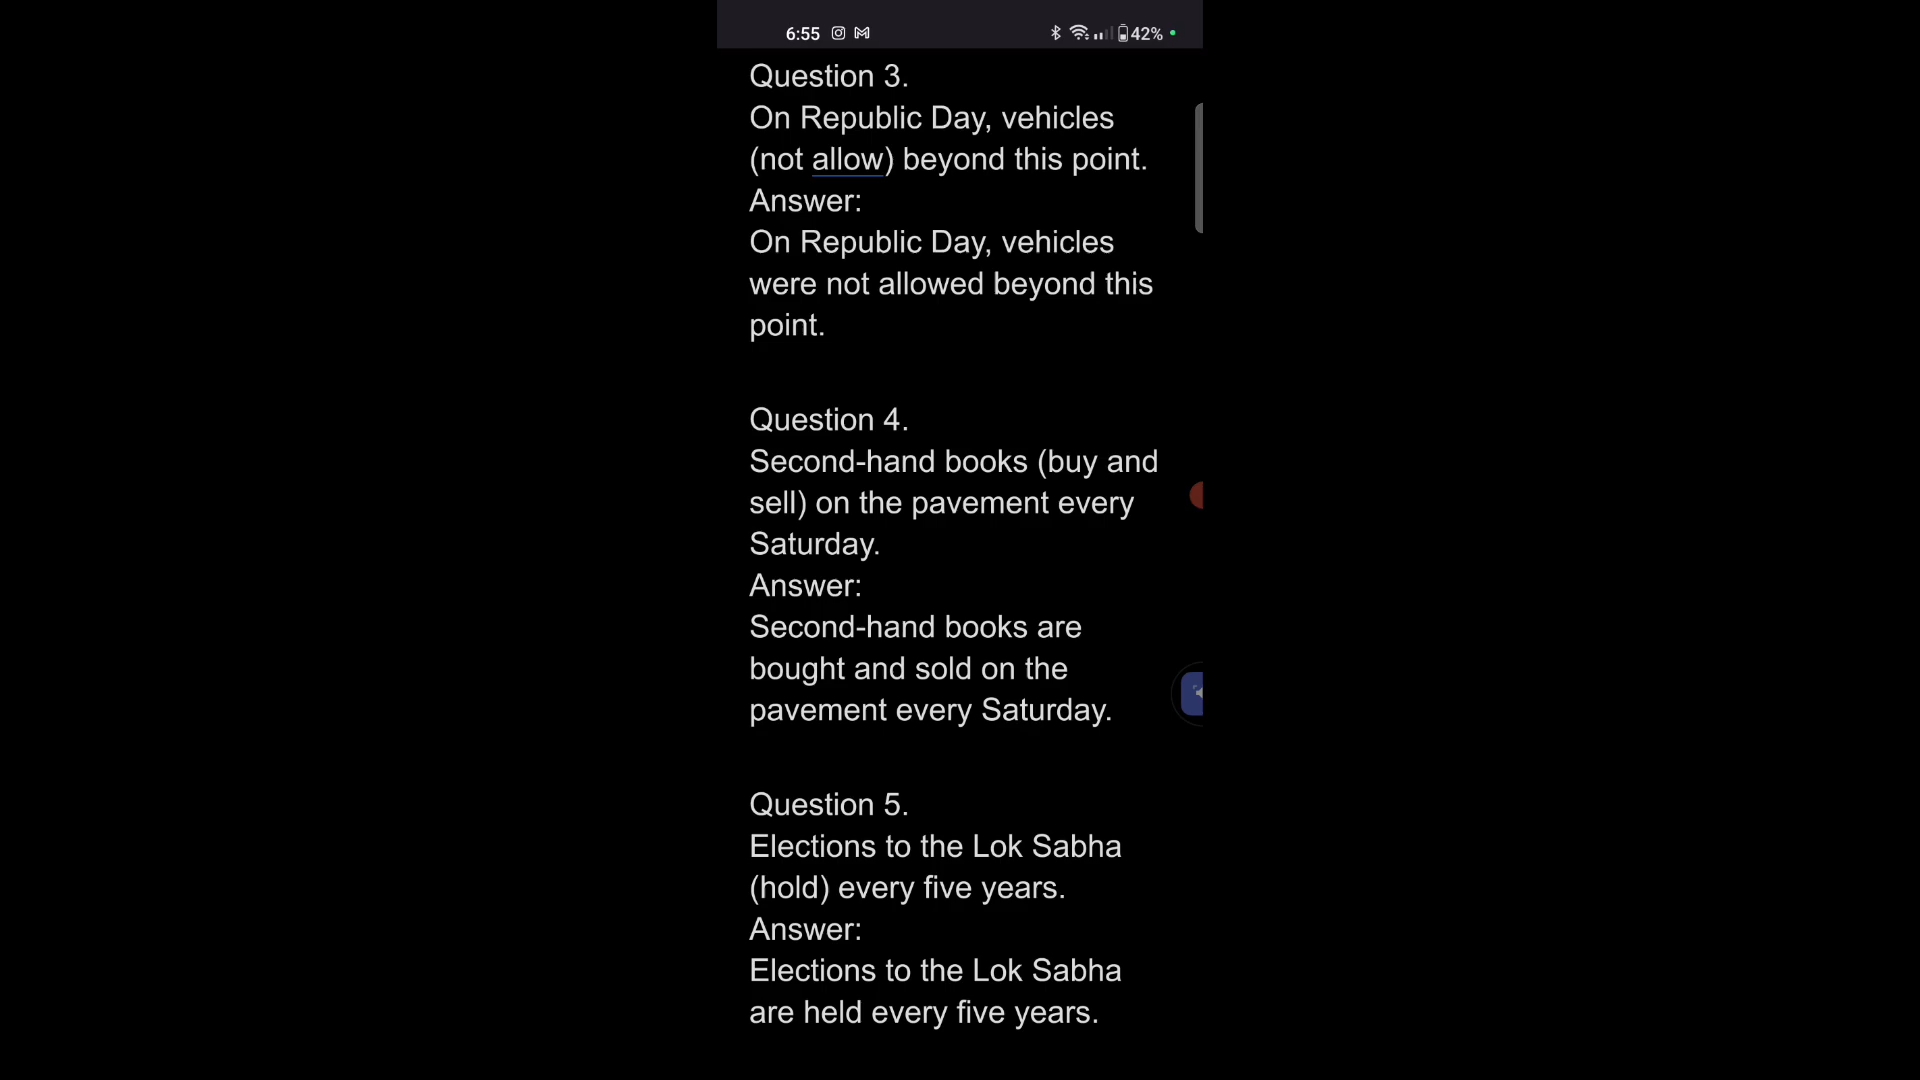 6:55 42%
Question 3.
On Republic Day, vehicles
(not allow) beyond this point.
Answer:
On Republic Day, vehicles
were not allowed beyond this
point.
Question 4.
Second-hand books (buy and
sell) on the pavement every
Saturday.
Answer:
Second-hand books are
bought and sold on the
pavement every Saturday.
Question 5.
Elections to the Lok Sabha
(hold) every five years.
Answer:
Elections to the Lok Sabha
are held every five years.